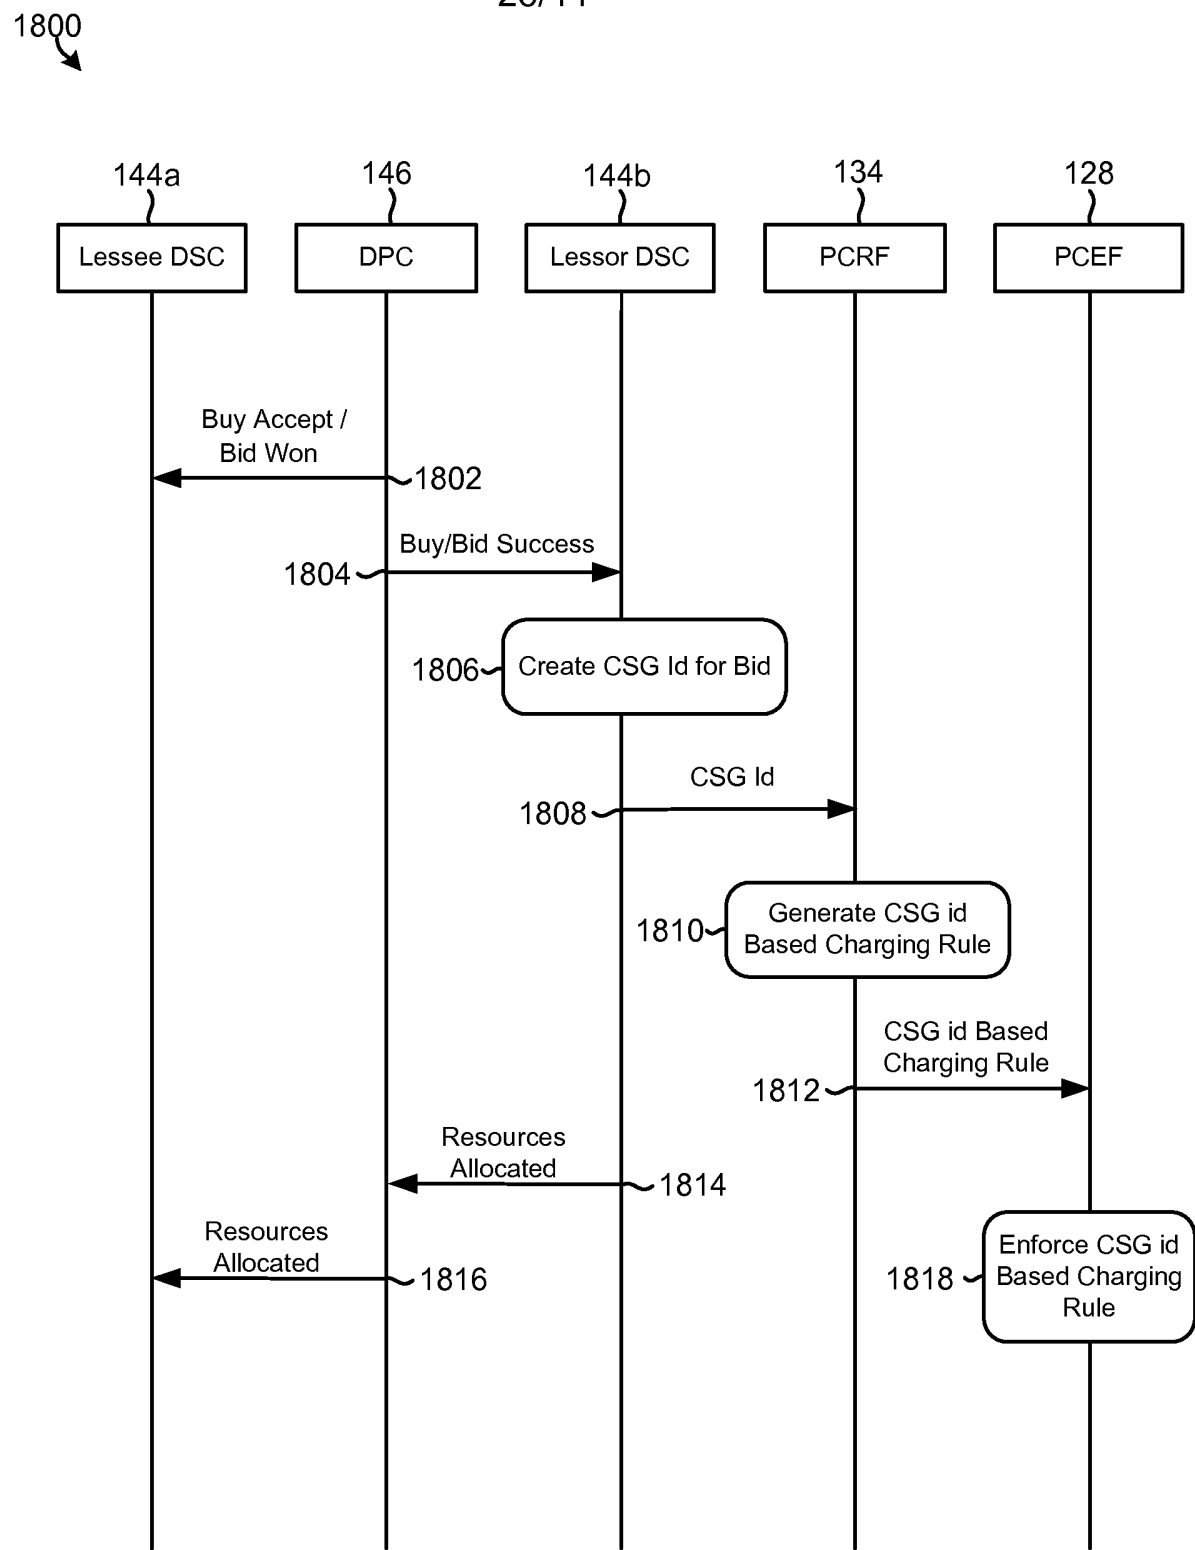 1800
144a
146
144b
134
128
Lessee DSC
DPC
Lessor DSC
PCRF
PCEF
Buy Accept /
Bid Won
1802
Buy/Bid Success
1804
1806
Create CSG Id for Bid
CSG Id
1808
1810
Generate CSG id
Based Charging Rule
CSG id Based
Charging Rule
1812
Resources
Allocated
1814
Resources
Allocated
1816
1818
Enforce CSG id
Based Charging
Rule